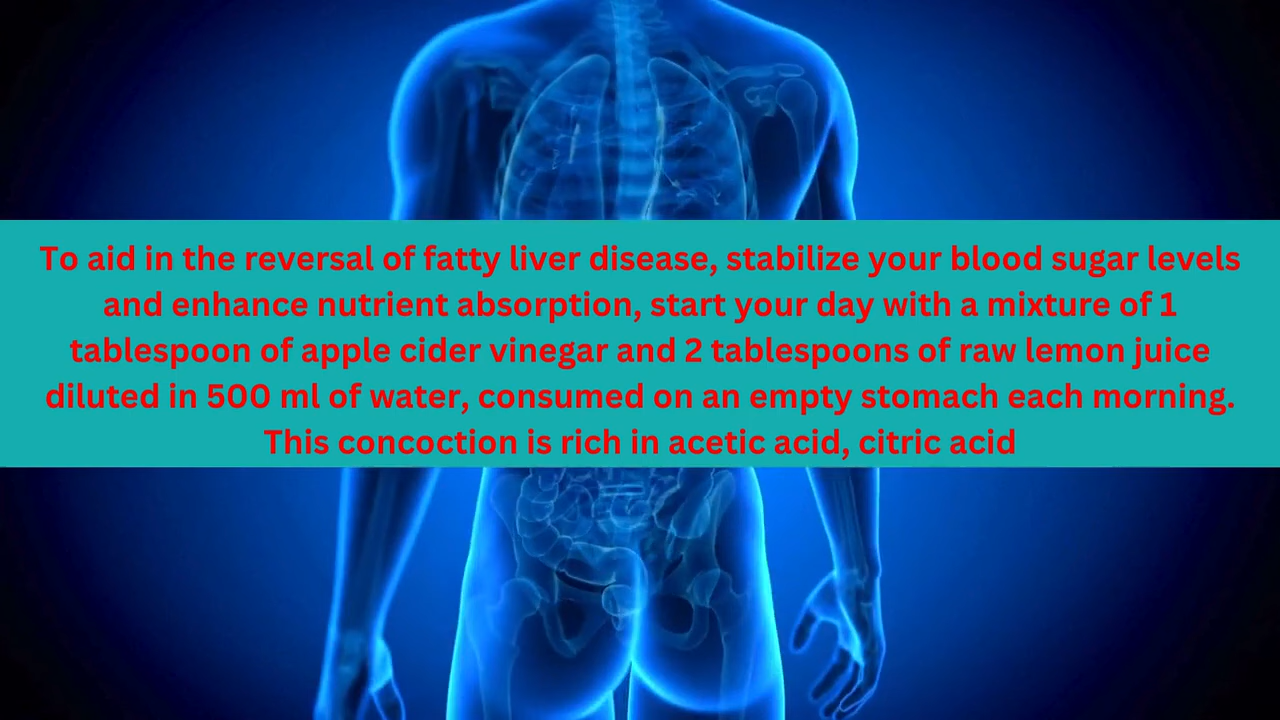 To aid in the reversal of fatty liver disease, stabilize your blood sugar levels
and enhance nutrient absorption, start your day with a mixture of 1
tablespoon of apple cider vinegar and 2 tablespoons of raw lemon juice
diluted in 500 ml of water, consumed on an empty stomach each morning.
This concoction is rich in acetic acid, citric acid